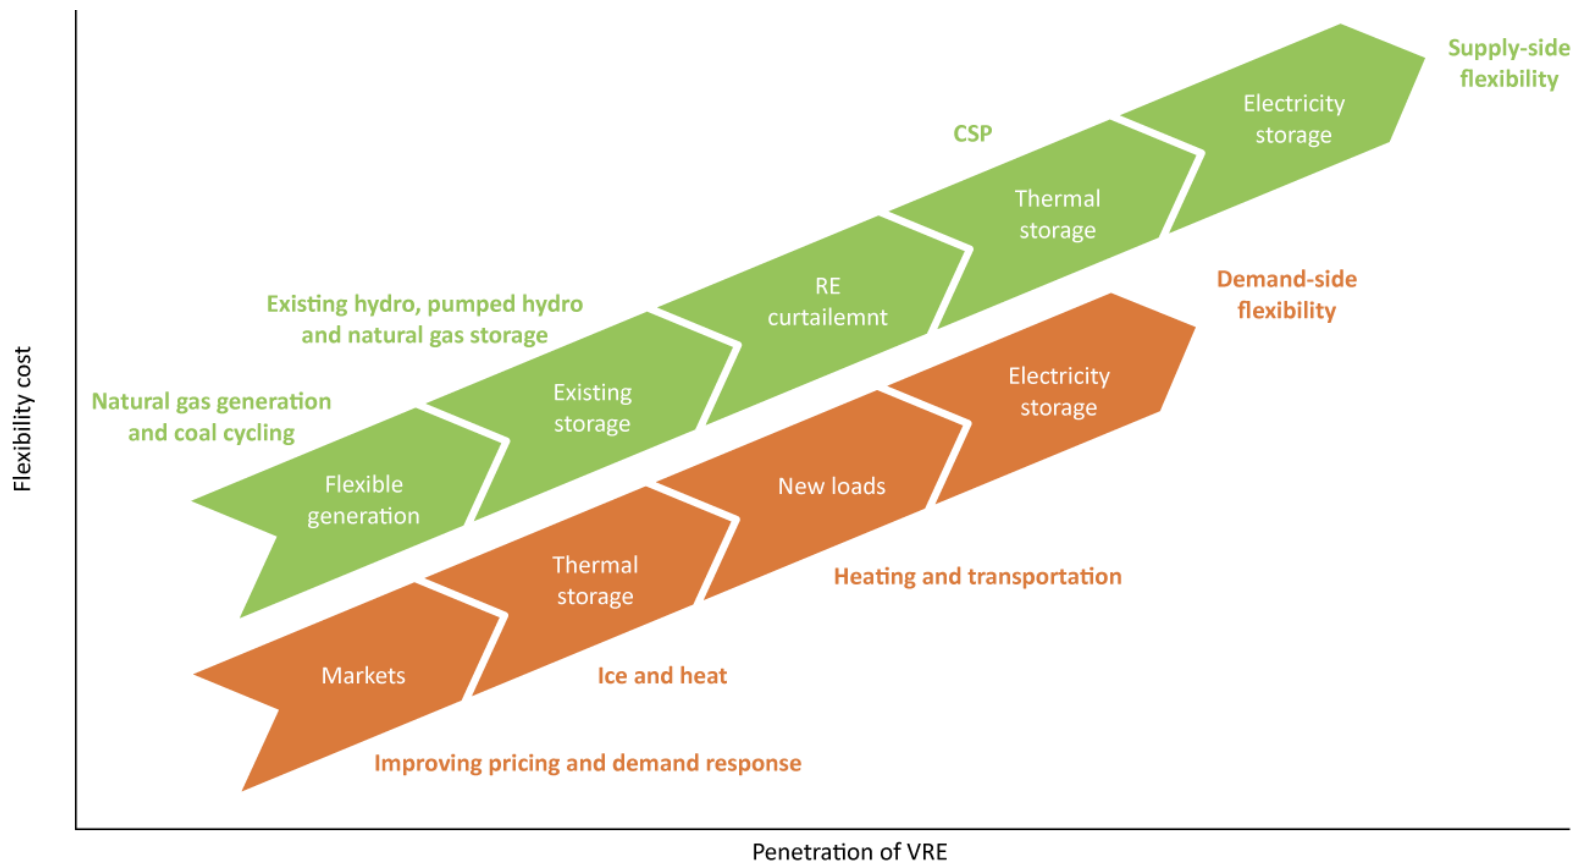 Supply-side
flexibility
Electricity
storage
CSP
Thermal
storage
RE
curtailemnt
Existing hydro, pumped hydro
and natural gas storage
Existing
storage
Natural gas generation
and coal cycling
Flexible
generation
Demand-side
flexibility
Electricity
storage
New loads
Heating and transportation
Thermal
storage
Ice and heat
Markets
Improving pricing and demand response
Flexibility cost
Penetration of VRE